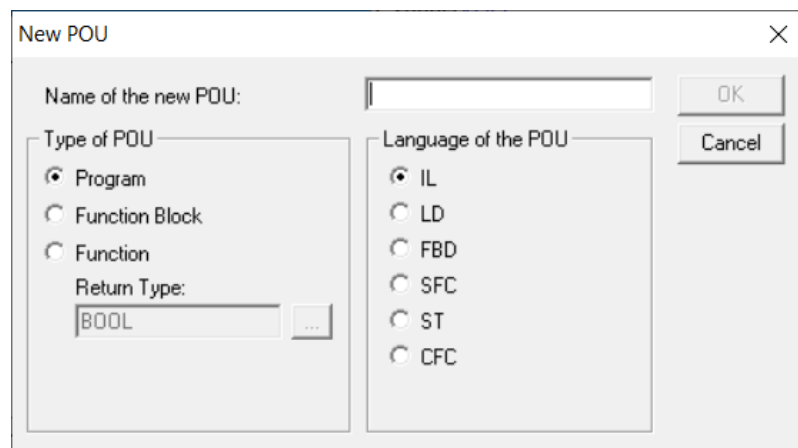 New POU
Name of the new POU:
OK
Cancel
Type of POU
Program
Function Block
Function
Return Type:
BOOL
...
Language of the POU
IL
LD
FBD
SFC
ST
CFC